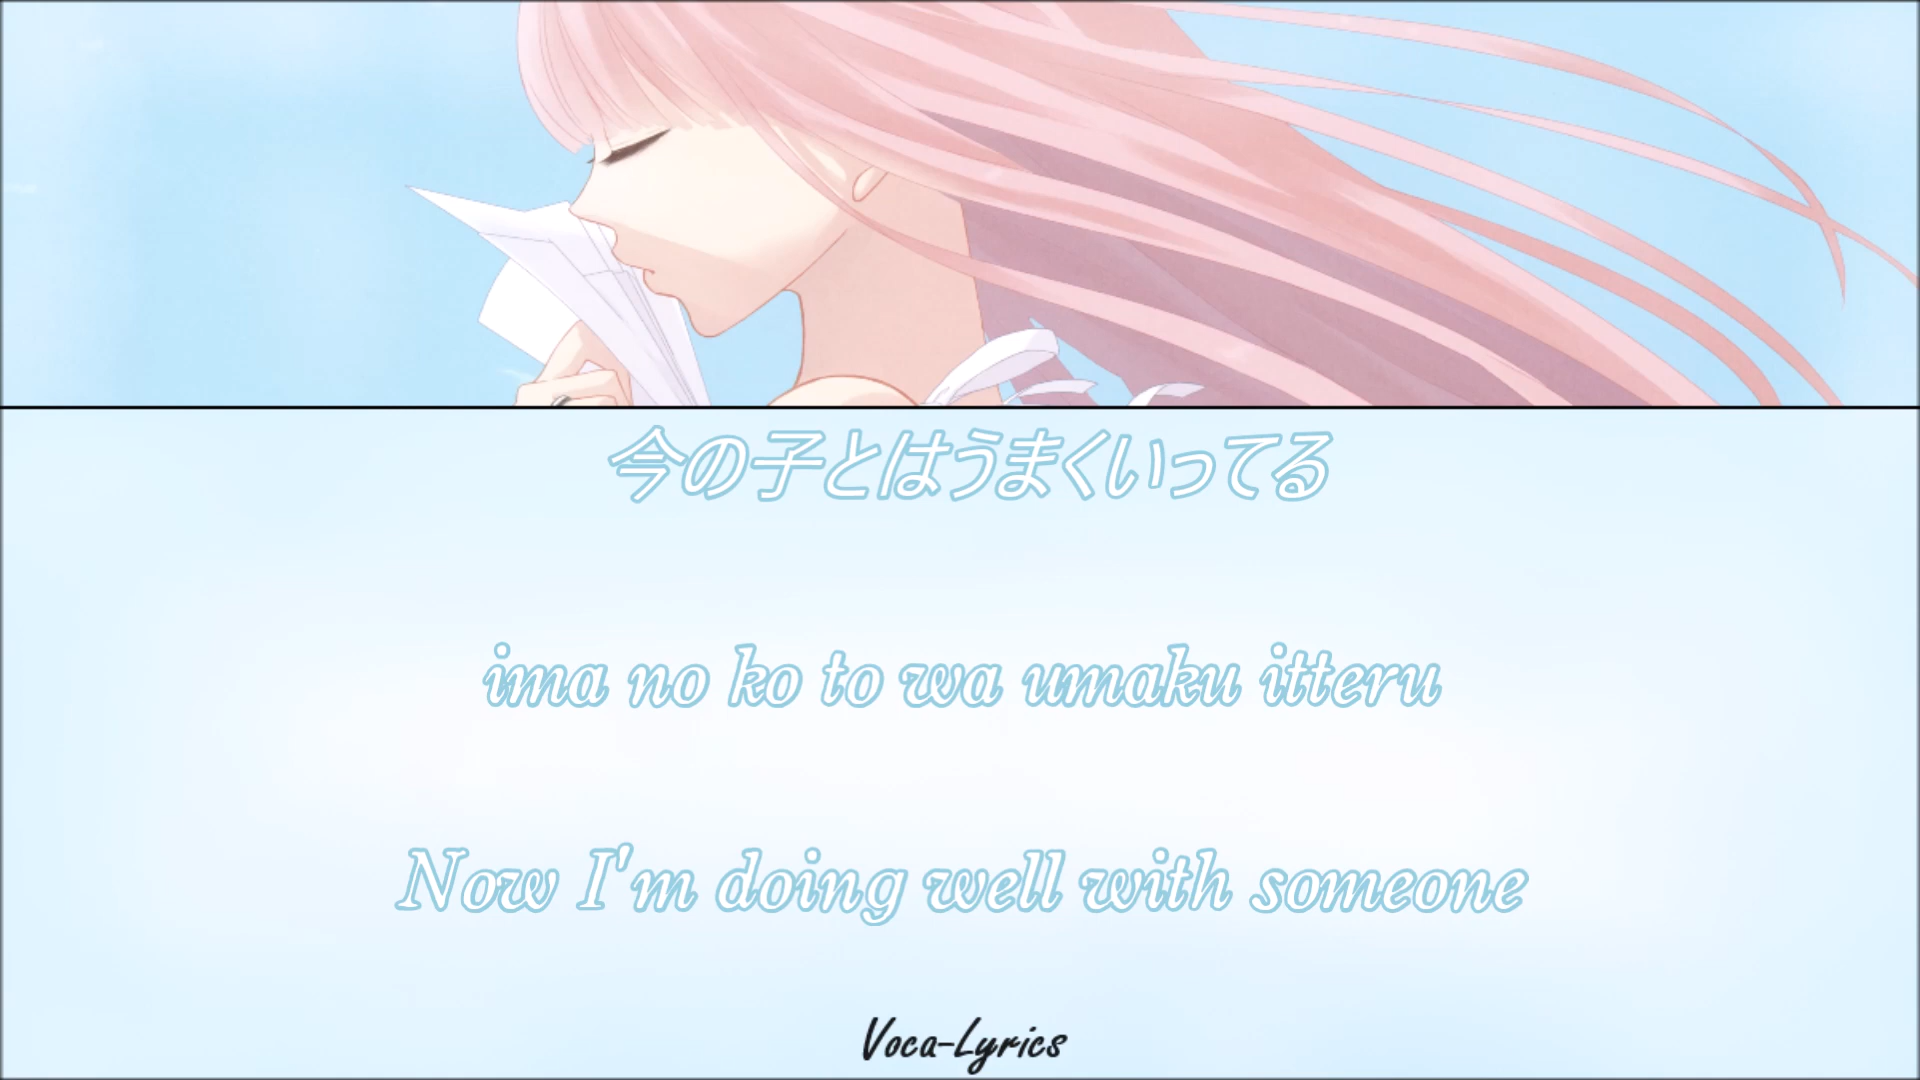 今の子とはうまくいってる
ima no ko to wa umaku itteru
Now I'm doing well with someone
Voca-Lyrics